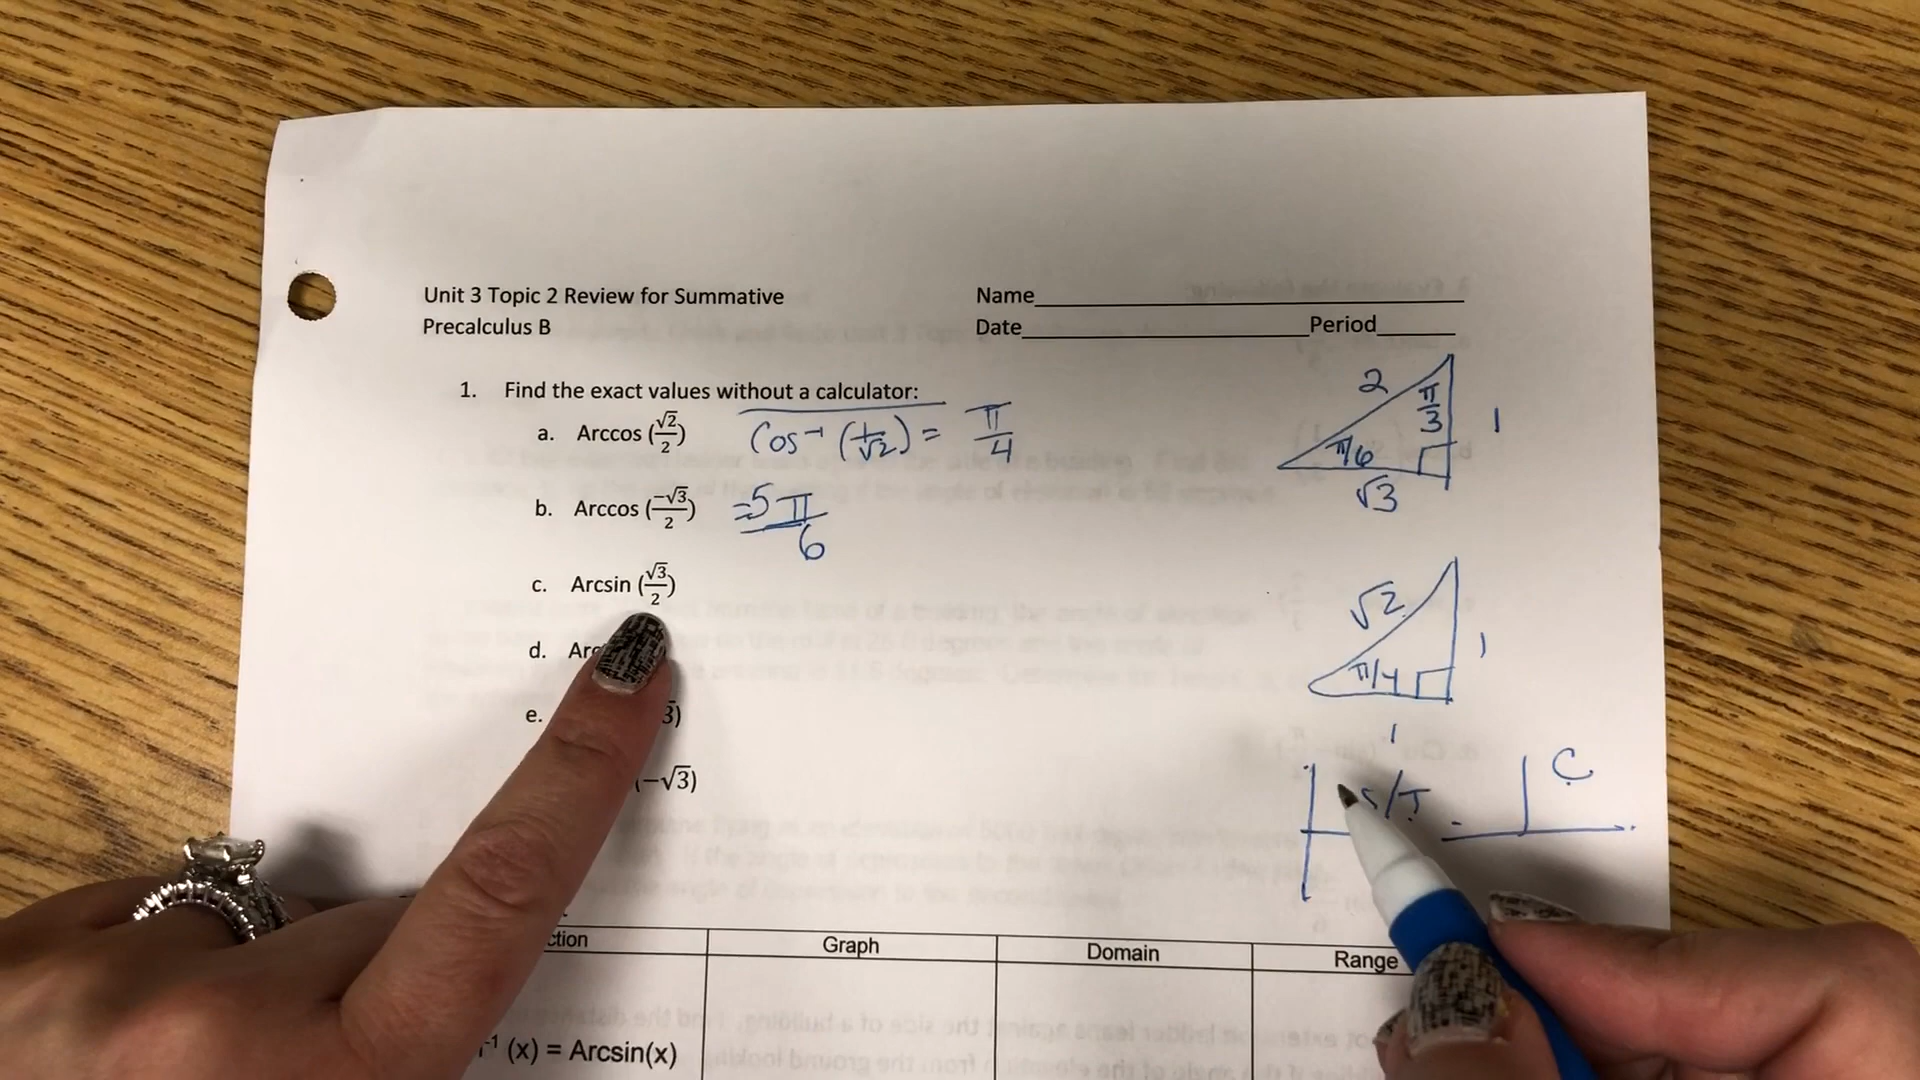 Unit 3 Topic 2 Review for Summative
Precalculus B
Name
Date Period
1. Find the exact values without a calculator:
a. Arccos (√2/2) Cos⁻¹ (1/√2) = π/4
b. Arccos (−√3/2) = 5π/6
c. Arcsin (√3/2)
d.
e. 3)
(−√3)
2 π/3 1
π/6
√3
√2 1
π/4
1
S/T C
Graph Domain Range
⁻¹ (x) = Arcsin(x)